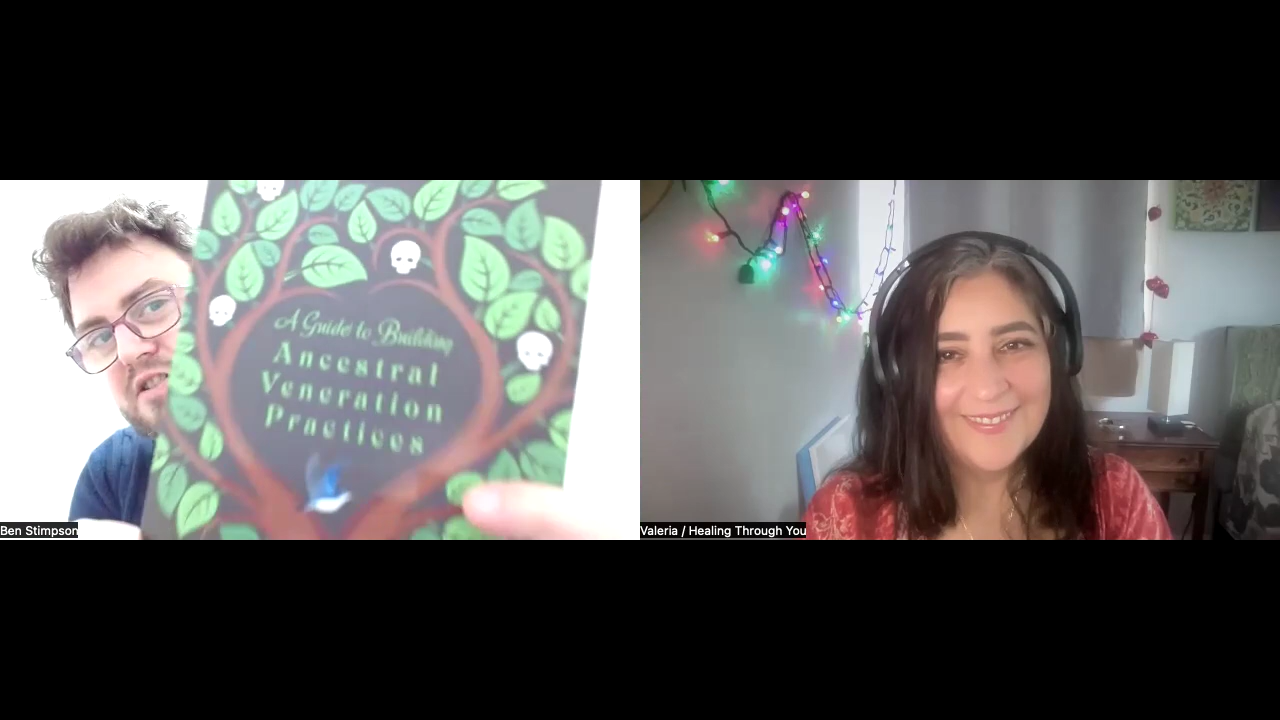 A Guide to Building
Ancestral
Veneration
Practices
Ben Stimpson
Valeria / Healing Through You